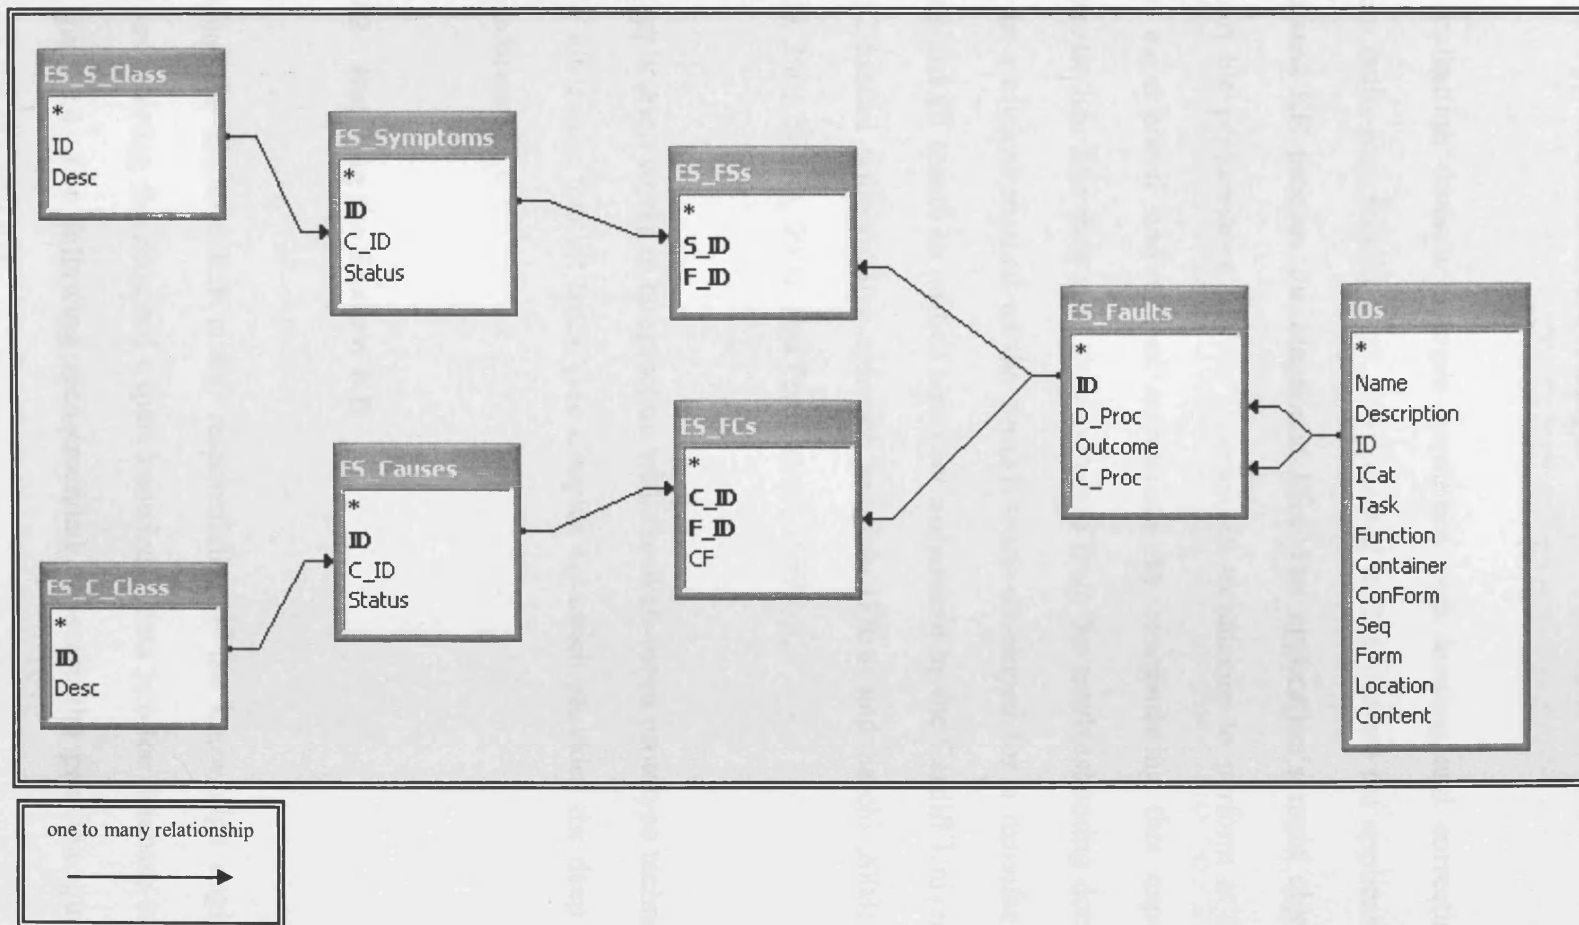 ES_S_Class
*
ID
Desc
ES_Symptoms
*
ID
C_ID
Status
ES_FSs
*
S_ID
F_ID
ES_Faults
*
ID
D_Proc
Outcome
C_Proc
IOs
*
Name
Description
ID
ICat
Task
Function
Container
ConForm
Seq
Form
Location
Content
ES_FCs
*
C_ID
F_ID
CF
ES_Causes
*
ID
C_ID
Status
ES_C_Class
*
ID
Desc
one to many relationship